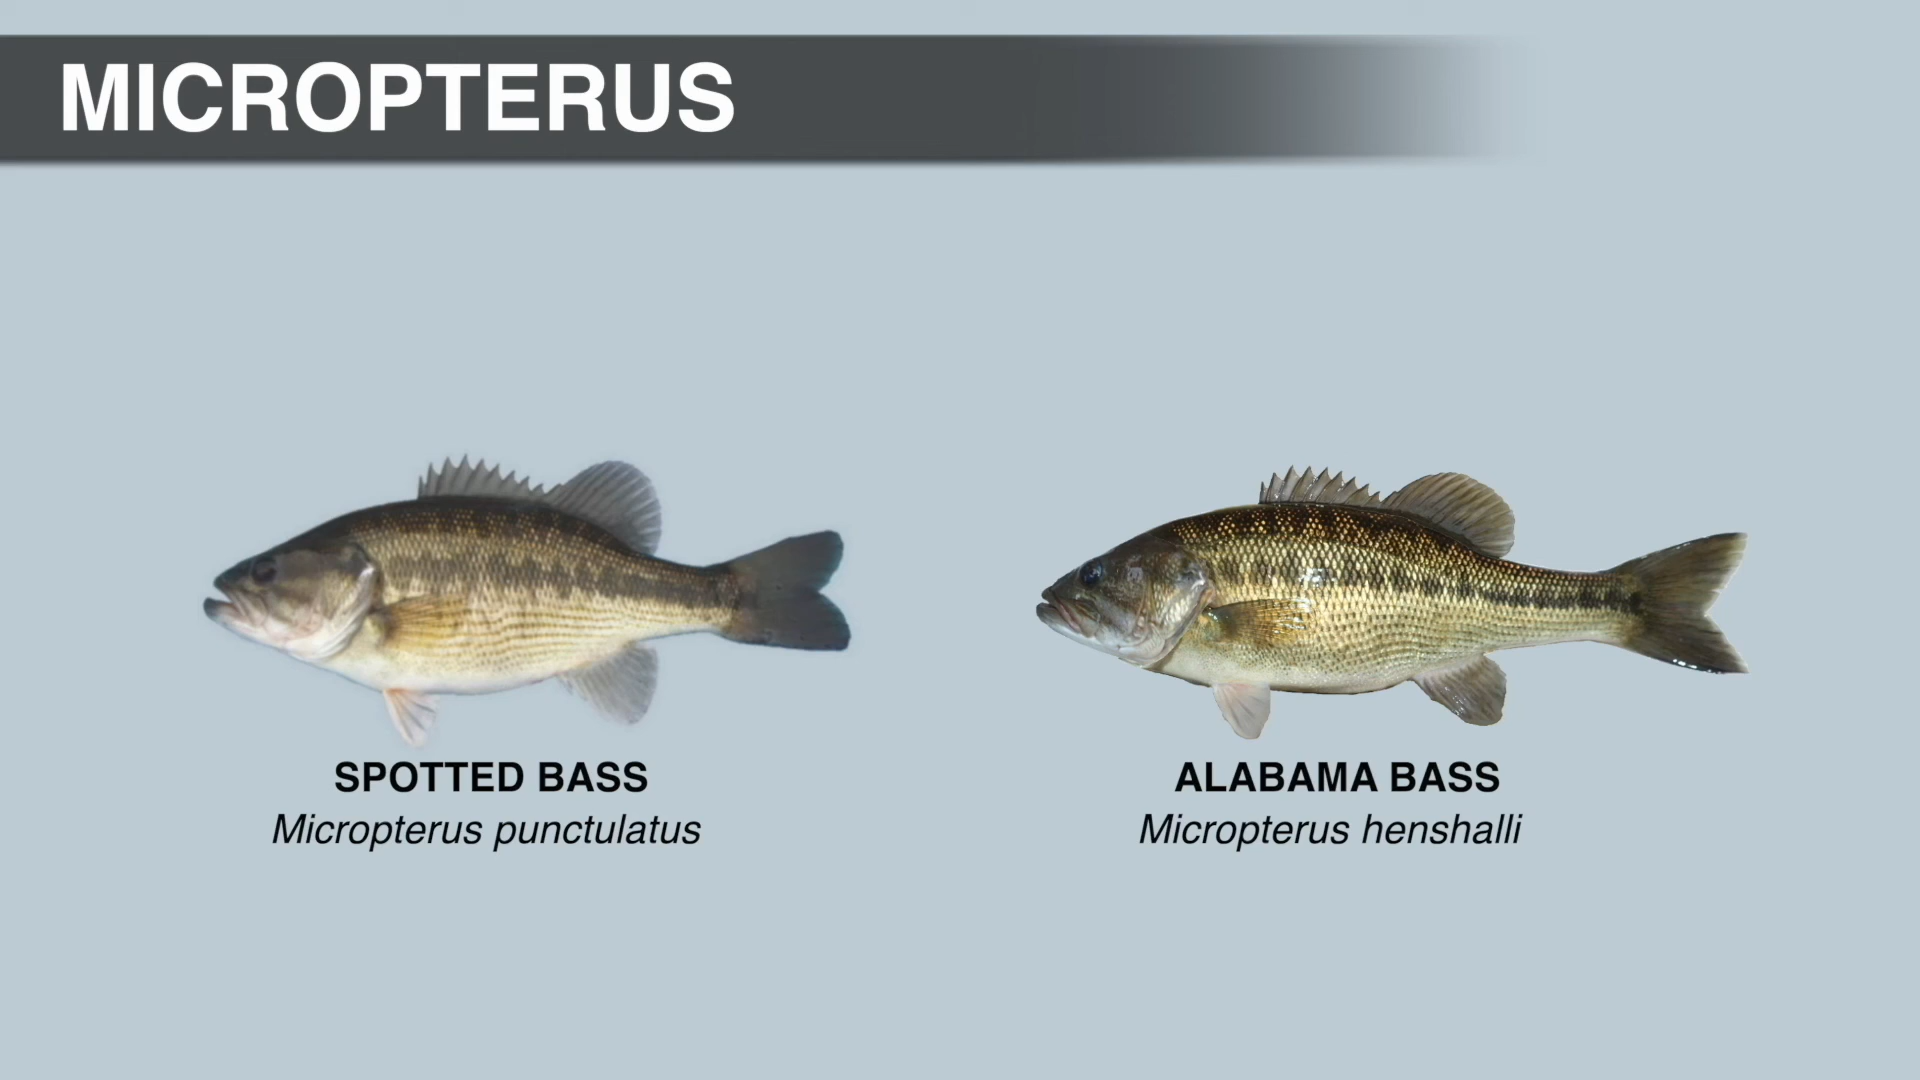 MICROPTERUS
SPOTTED BASS
Micropterus punctulatus
ALABAMA BASS
Micropterus henshalli